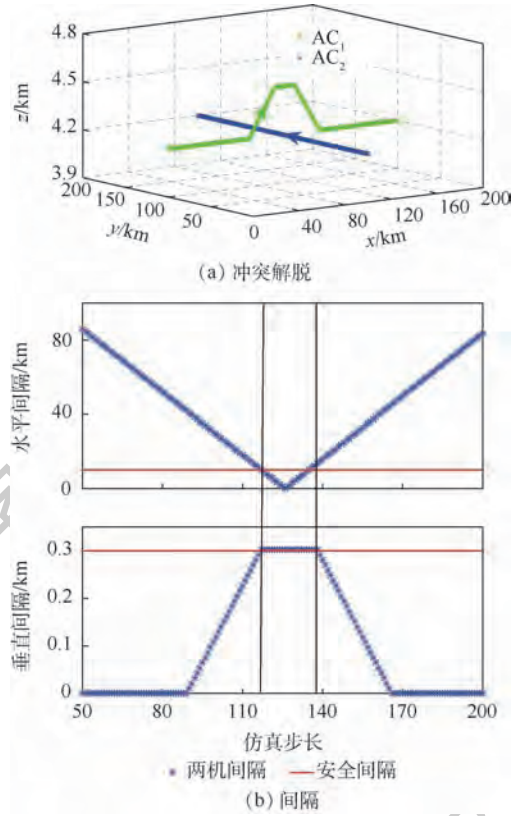 4.8
4.5
4.2
3.9
z/km
AC₁
AC₂
200
150
100
50
0
y/km
40
80
120
160
200
x/km
(a) 冲突解脱
80
40
0
水平间隔/km
0.3
0.2
0.1
0
垂直间隔/km
50
80
110
140
170
200
仿真步长
两机间隔
安全间隔
(b) 间隔